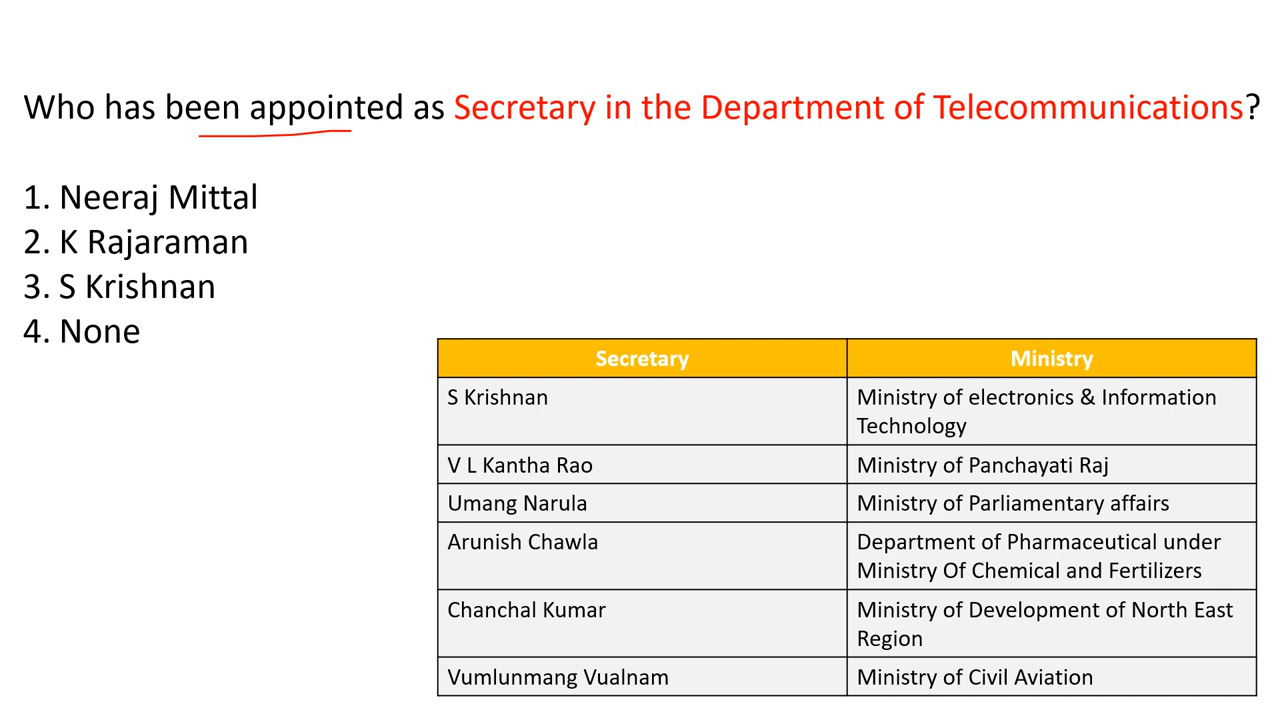 Who has been appointed as Secretary in the Department of Telecommunications?
1. Neeraj Mittal
2. K Rajaraman
3. S Krishnan
4. None
Secretary Ministry
S Krishnan Ministry of electronics & Information
Technology
V L Kantha Rao Ministry of Panchayati Raj
Umang Narula Ministry of Parliamentary affairs
Arunish Chawla Department of Pharmaceutical under
Ministry Of Chemical and Fertilizers
Chanchal Kumar Ministry of Development of North East
Region
Vumlunmang Vualnam Ministry of Civil Aviation